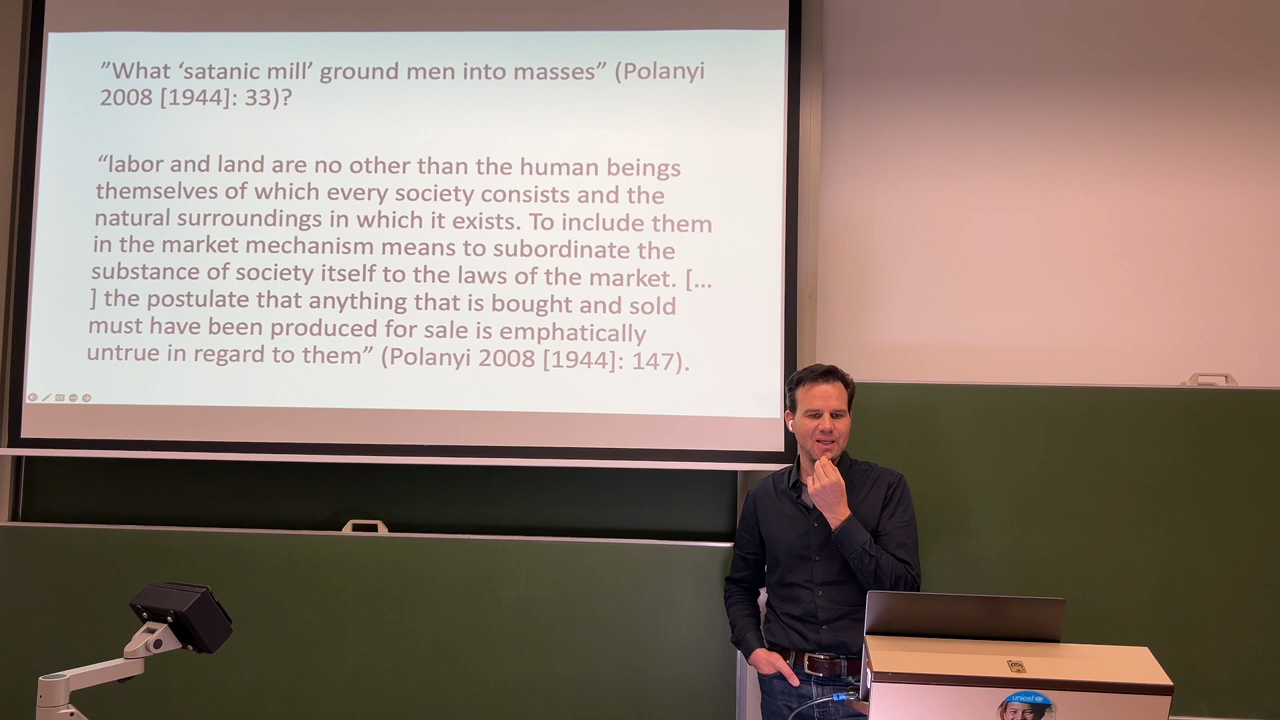 ”What ‘satanic mill’ ground men into masses” (Polanyi
2008 [1944]: 33)?
“labor and land are no other than the human beings
themselves of which every society consists and the
natural surroundings in which it exists. To include them
in the market mechanism means to subordinate the
substance of society itself to the laws of the market. [...
] the postulate that anything that is bought and sold
must have been produced for sale is emphatically
untrue in regard to them” (Polanyi 2008 [1944]: 147).
unicef